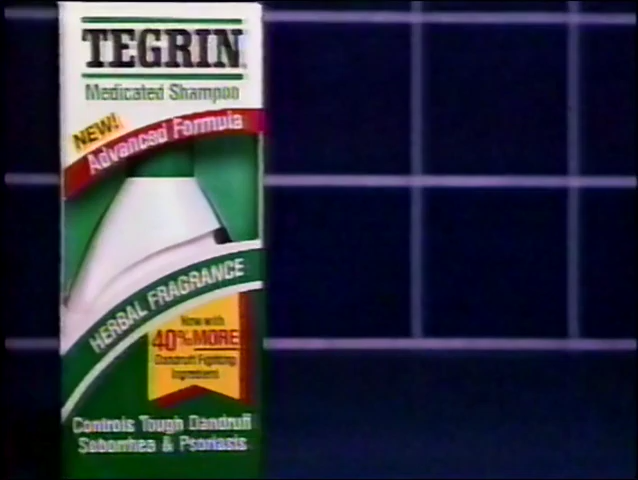 TEGRIN
Medicated Shampoo
NEW!
Advanced Formula
HERBAL FRAGRANCE
Now with
40% MORE
Dandruff Fighting
Ingredient
Controls Tough Dandruff
Seborrhea & Psoriasis